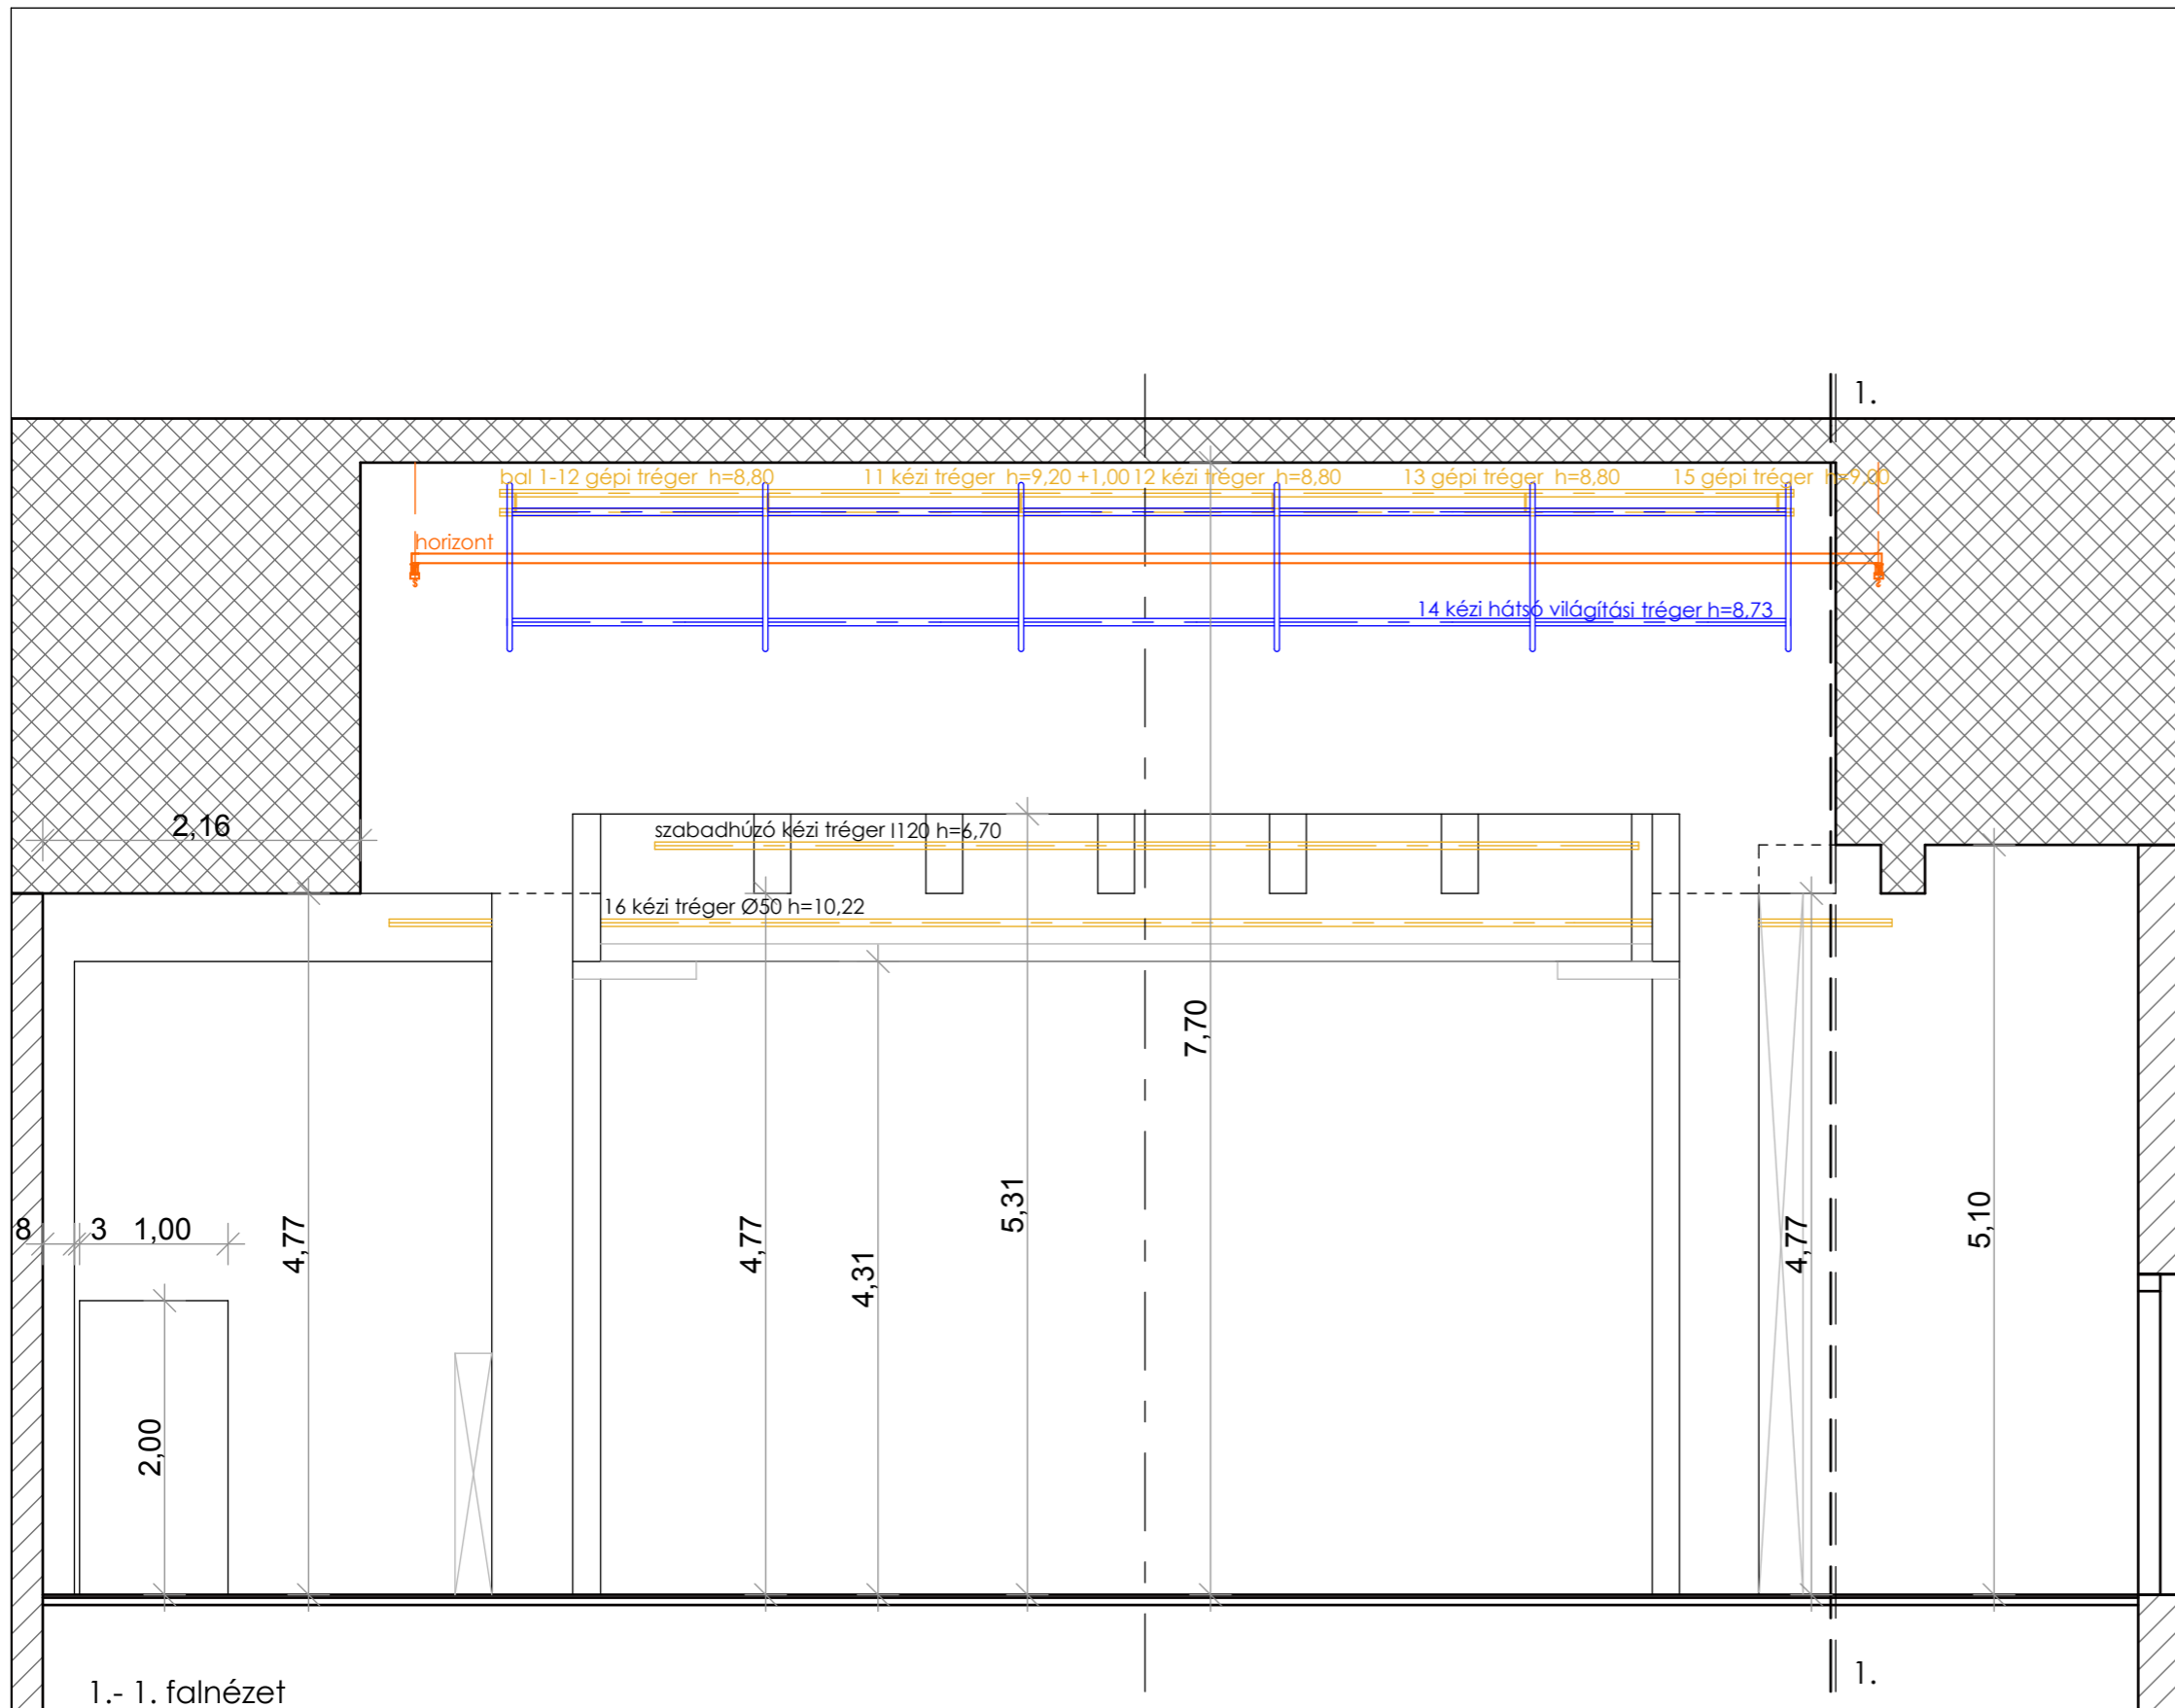 1.
bal 1-12 gépi tréger h=8,80
11 kézi tréger h=9,20 +1,00
12 kézi tréger h=8,80
13 gépi tréger h=8,80
15 gépi tréger h=9,00
horizont
14 kézi hátsó világítási tréger h=8,73
2,16
szabadhúzó kézi tréger I120 h=6,70
16 kézi tréger Ø50 h=10,22
7,70
5,31
5,10
8
3
1,00
4,77
4,77
4,31
4,77
2,00
1.
1.- 1. falnézet